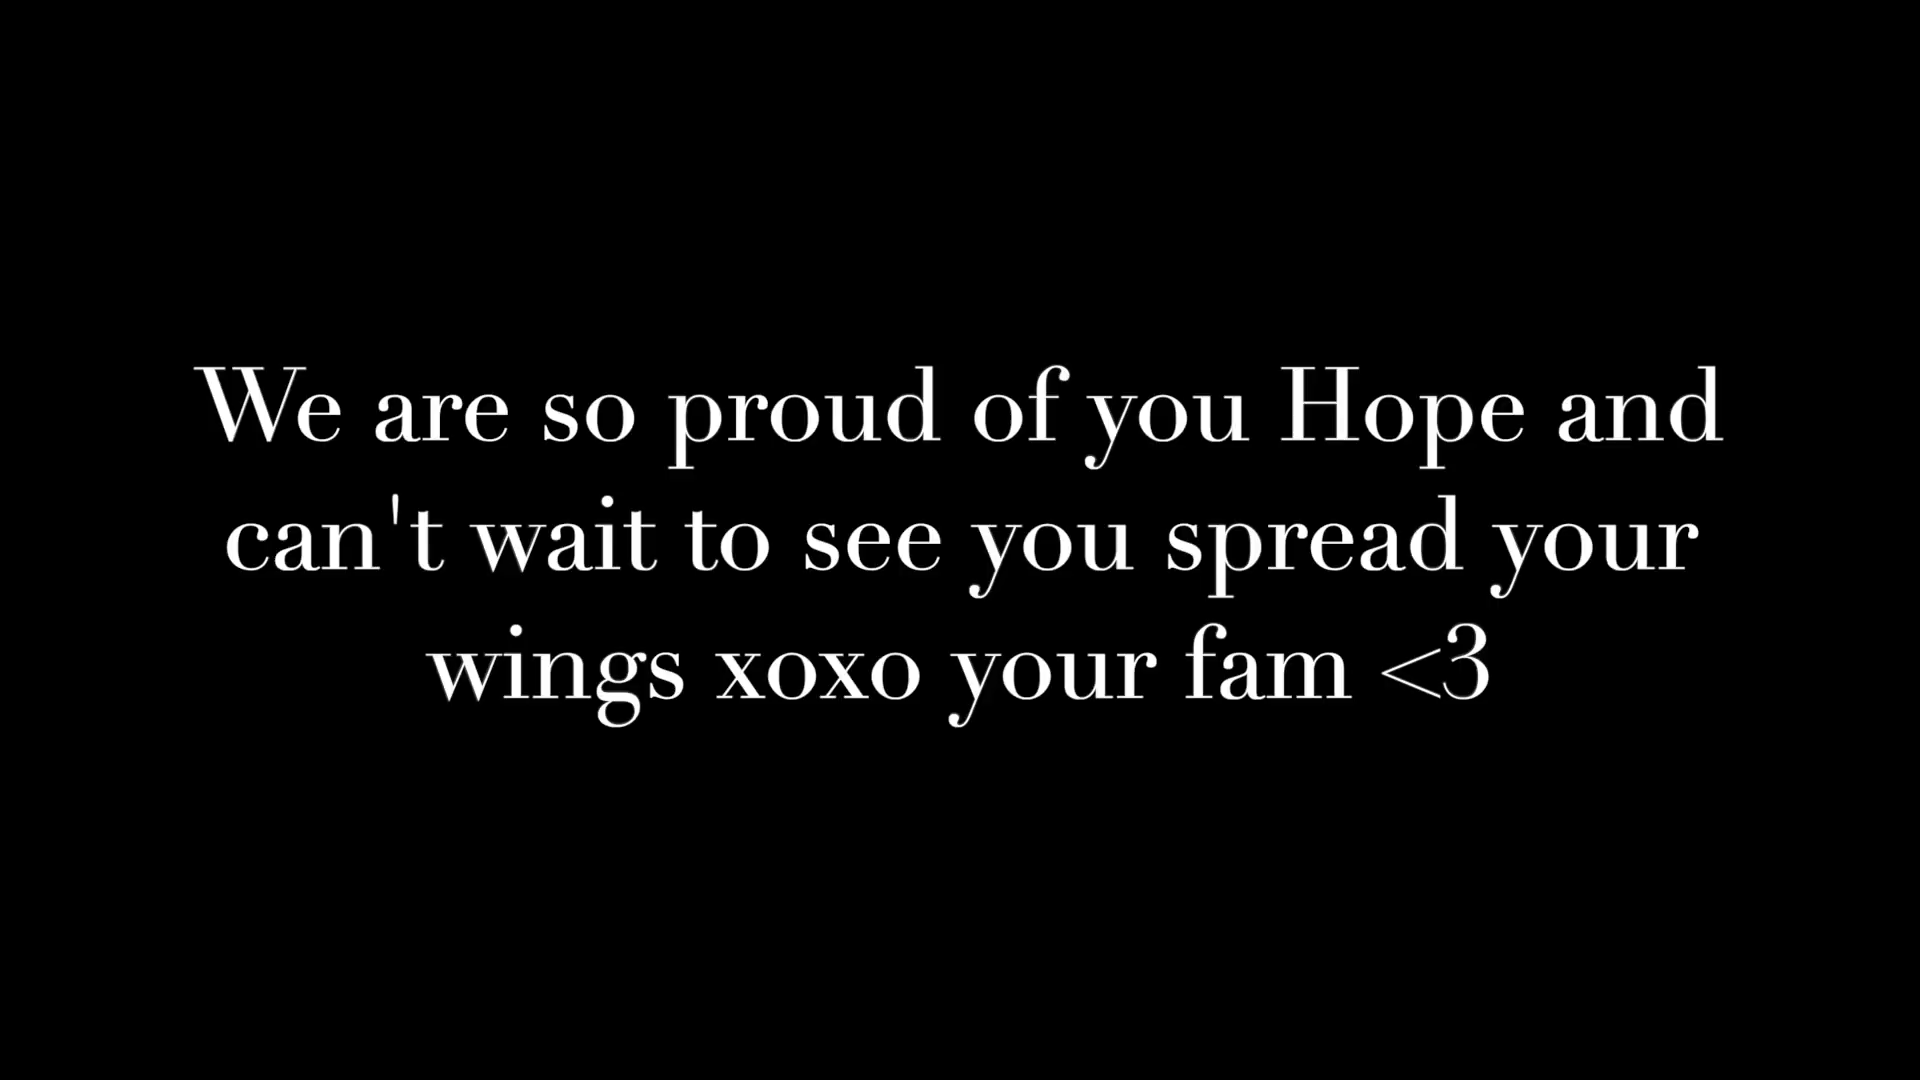 We are so proud of you Hope and
can't wait to see you spread your
wings xoxo your fam <3